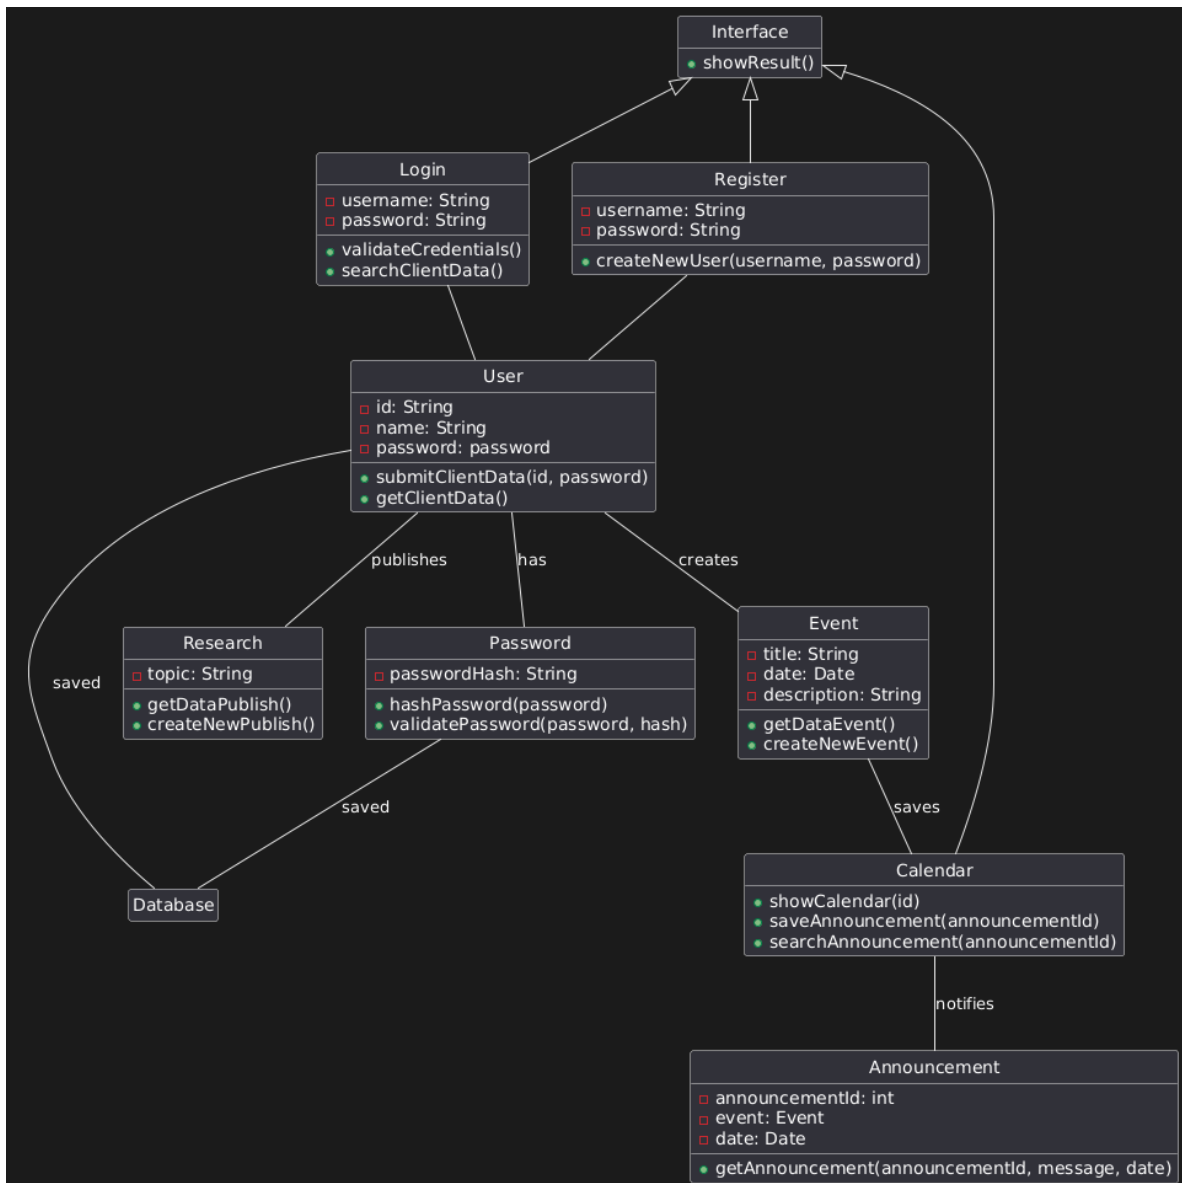 Interface
showResult()
Login
username: String
password: String
validateCredentials()
searchClientData()
Register
username: String
password: String
createNewUser(username, password)
User
id: String
name: String
password: password
submitClientData(id, password)
getClientData()
publishes
has
creates
saved
Research
topic: String
getDataPublish()
createNewPublish()
Password
passwordHash: String
hashPassword(password)
validatePassword(password, hash)
Event
title: String
date: Date
description: String
getDataEvent()
createNewEvent()
saved
saves
Database
Calendar
showCalendar(id)
saveAnnouncement(announcementId)
searchAnnouncement(announcementId)
notifies
Announcement
announcementId: int
event: Event
date: Date
getAnnouncement(announcementId, message, date)